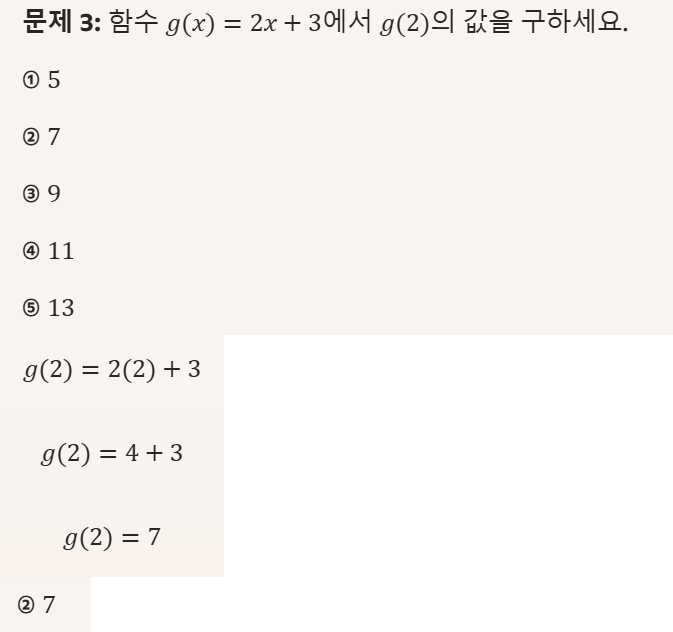 문제 3: 함수 g(x) = 2x + 3에서 g(2)의 값을 구하세요.
① 5
② 7
③ 9
④ 11
⑤ 13
g(2) = 2(2) + 3
g(2) = 4 + 3
g(2) = 7
② 7